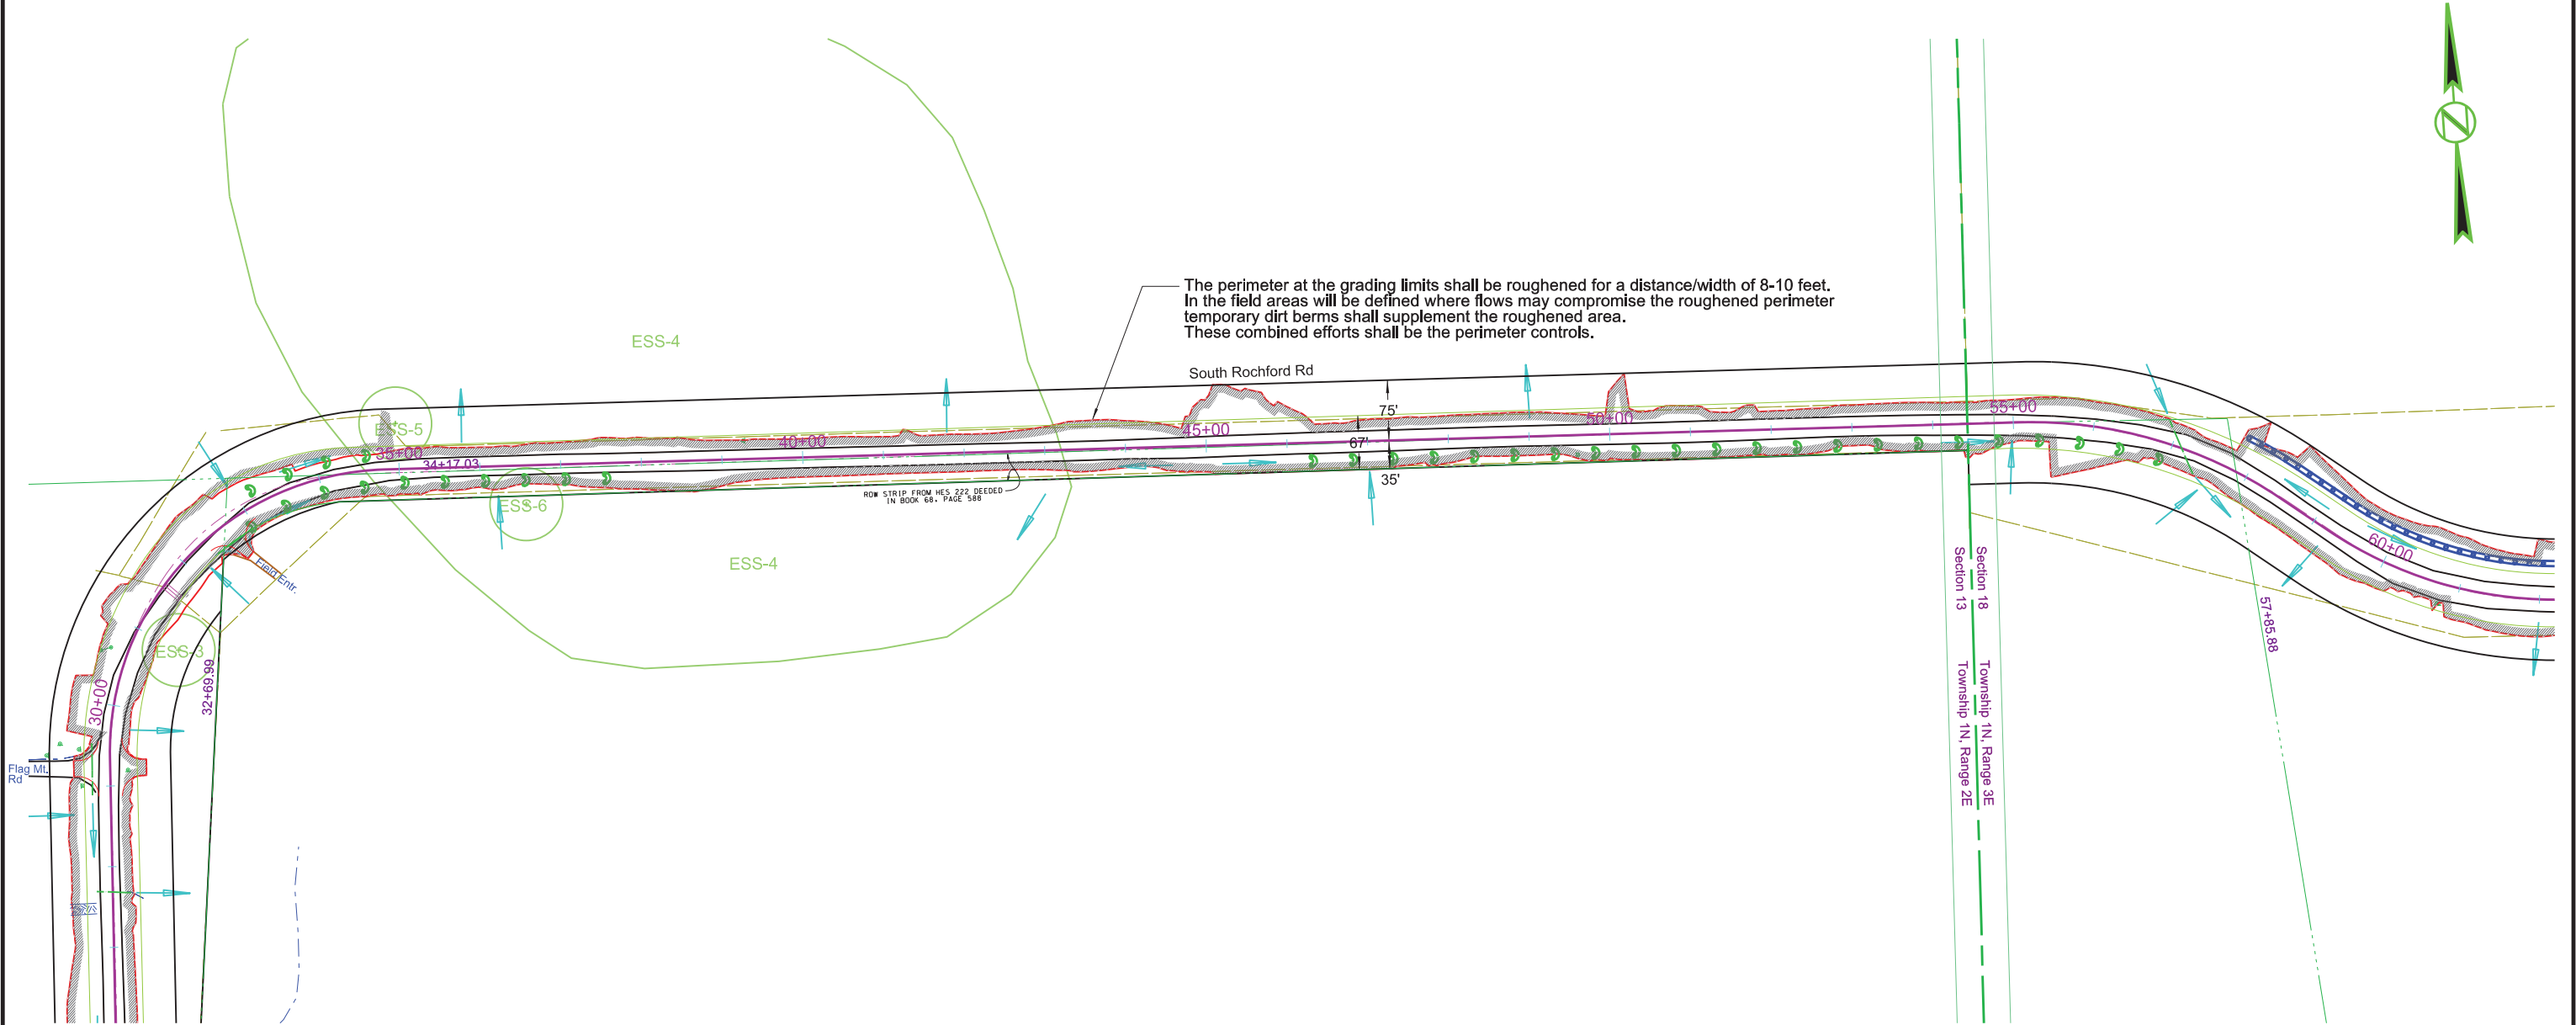 The perimeter at the grading limits shall be roughened for a distance/width of 8-10 feet.
In the field areas will be defined where flows may compromise the roughened perimeter
temporary dirt berms shall supplement the roughened area.
These combined efforts shall be the perimeter controls.
ESS-4
South Rochford Rd
75'
67'
35'
ESS-5
35+00
34+17.03
40+00
45+00
50+00
55+00
60+00
ROW STRIP FROM HES 222 DEEDED
IN BOOK 68, PAGE 588
ESS-6
ESS-4
Field Entr.
ESS-3
32+69.99
30+00
Flag Mt.
Rd
Section 18
Section 13
Township 1N, Range 3E
Township 1N, Range 2E
57+85.88
N